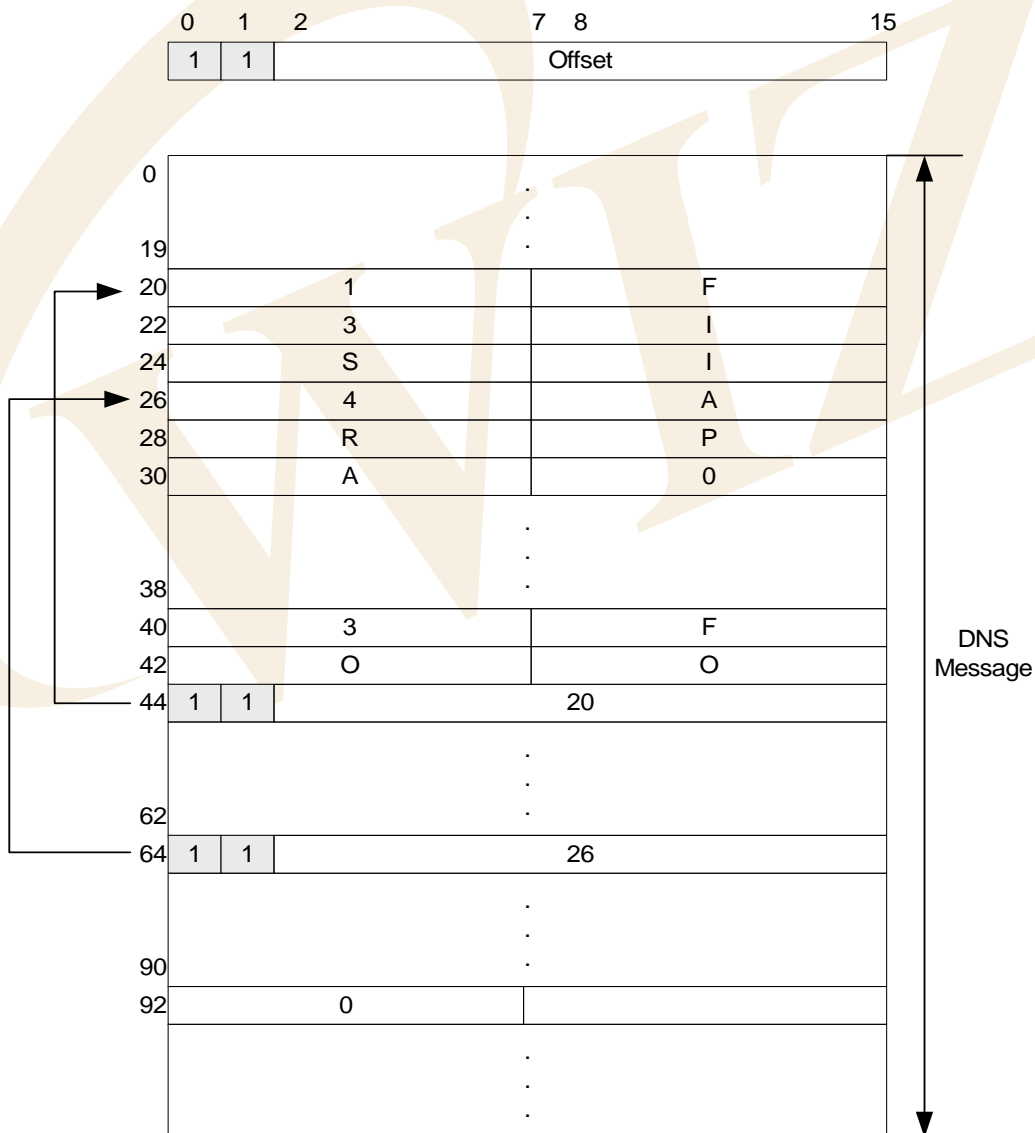 0 1 2 7 8 15
1 1 Offset
0
.
.
19 .
20 1 F
22 3 I
24 S I
26 4 A
28 R P
30 A 0
.
.
38 .
40 3 F
DNS
42 O O
Message
44 1 1 20
.
.
62 .
64 1 1 26
.
.
90 .
92 0
.
.
.
WIZ